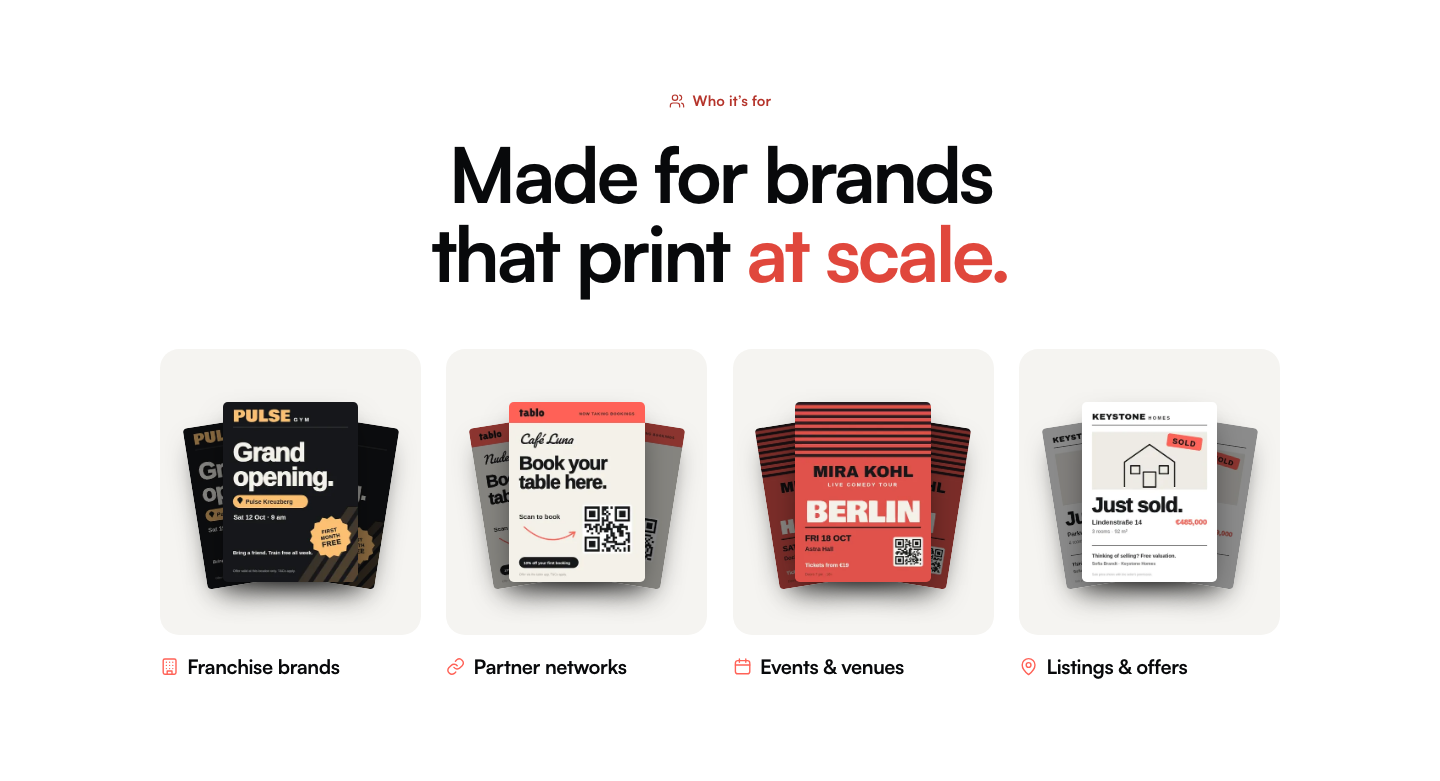 Who it's for
Made for brands
that print at scale.
PULSE GYM
Grand
opening.
Pulse Kreuzberg
Sat 12 Oct · 9 am
FIRST
MONTH
FREE
Bring a friend. Train free all week.
tablo
NOW TAKING BOOKINGS
Café Luna
Book your
table here.
Scan to book
MIRA KOHL
LIVE COMEDY TOUR
BERLIN
FRI 18 OCT
Astra Hall
Tickets from €19
KEYSTONE HOMES
SOLD
Just sold.
Lindenstraße 14
€485,000
3 rooms · 92 m²
Thinking of selling? Free valuation.
Franchise brands
Partner networks
Events & venues
Listings & offers